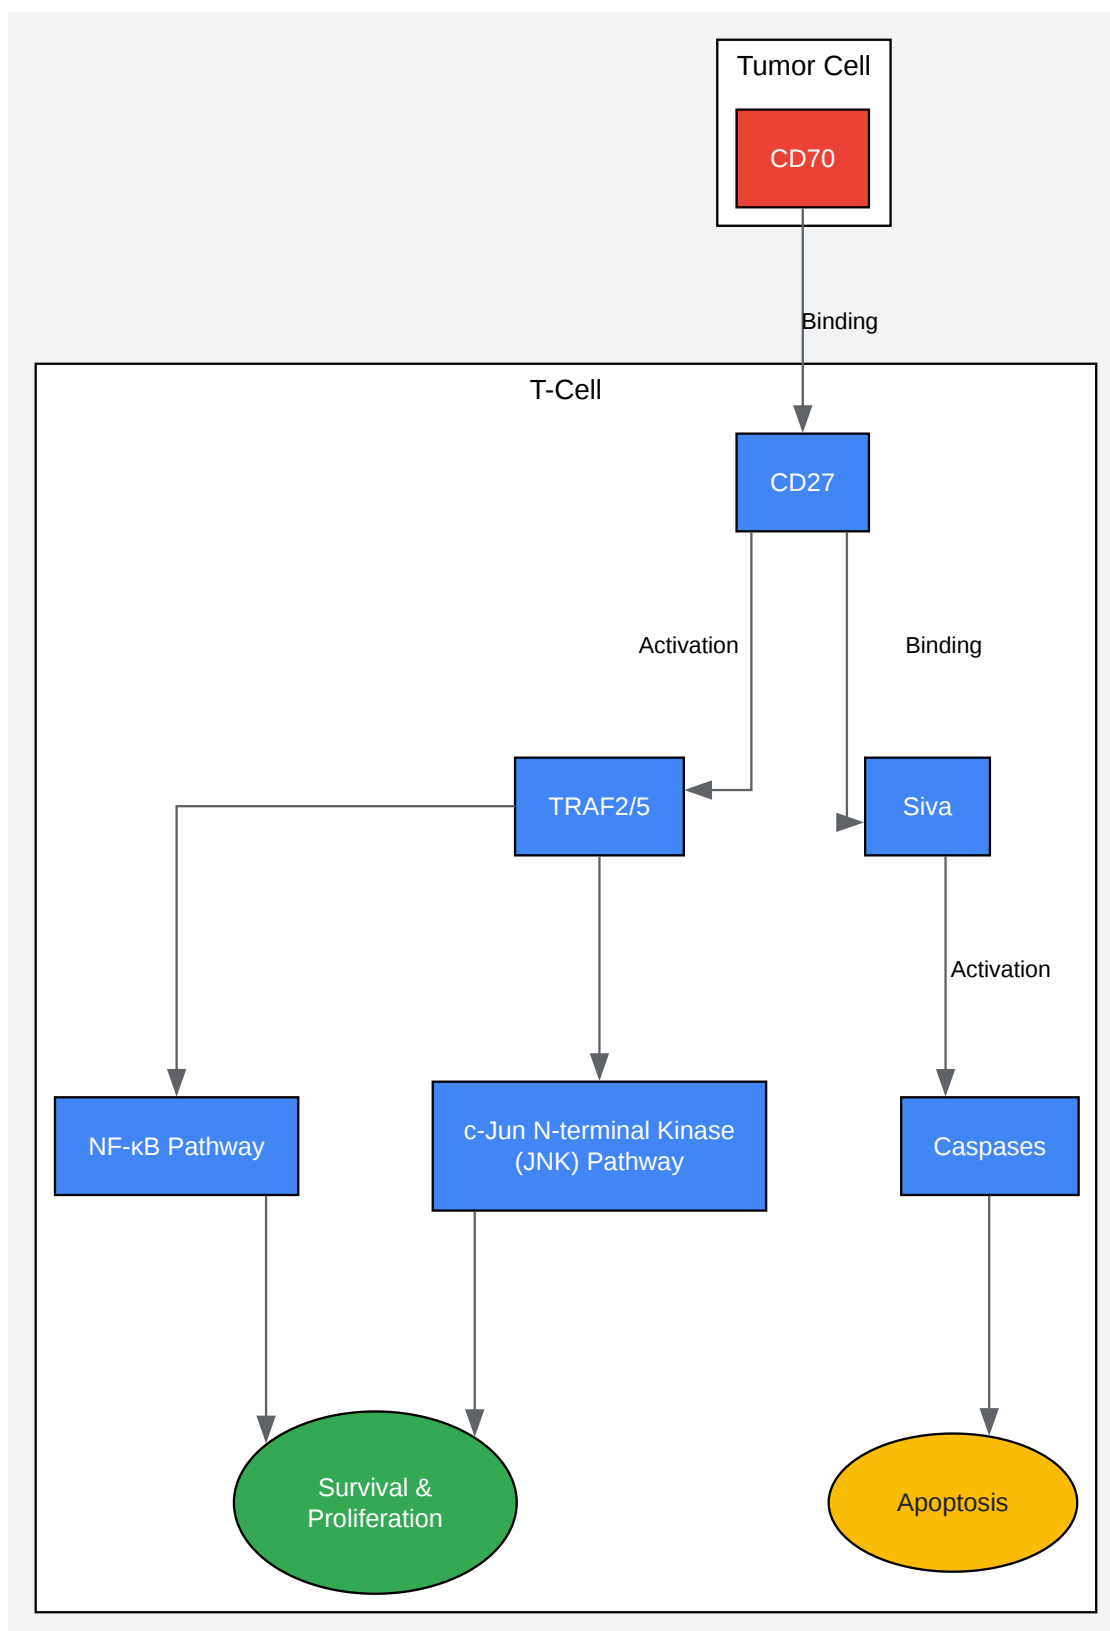 Tumor Cell
CD70
Binding
T-Cell
CD27
Activation
Binding
TRAF2/5
Siva
Activation
NF-κB Pathway
c-Jun N-terminal Kinase
(JNK) Pathway
Caspases
Survival &
Proliferation
Apoptosis